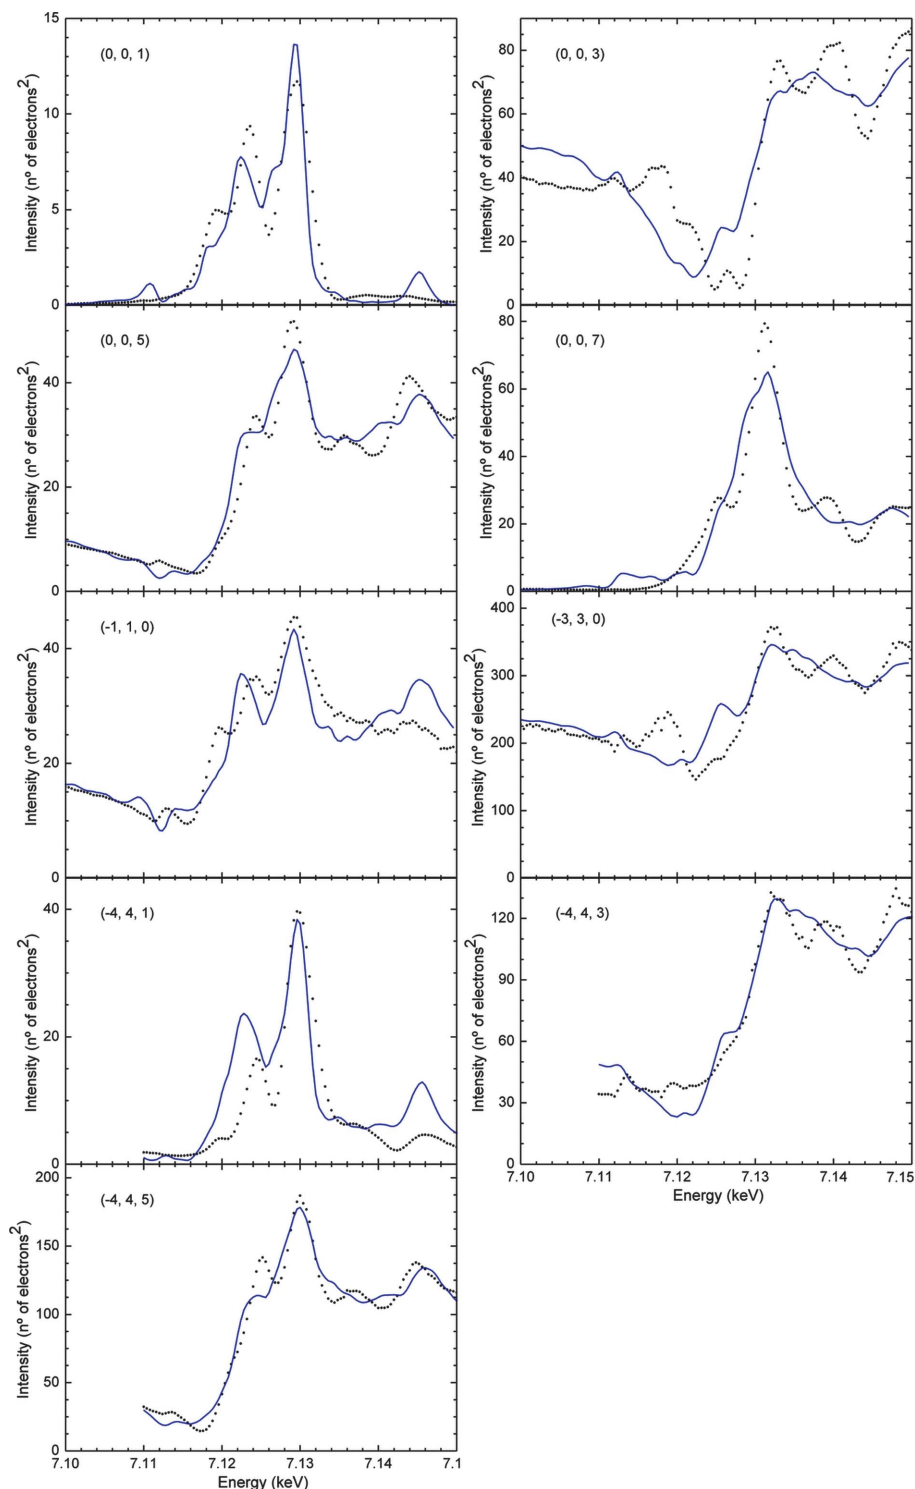 15
(0, 0, 1)
10
5
0
Intensity (nº of electrons²)
80
(0, 0, 3)
60
40
20
0
Intensity (nº of electrons²)
(0, 0, 5)
40
20
0
Intensity (nº of electrons²)
80
(0, 0, 7)
60
40
20
0
Intensity (nº of electrons²)
(-1, 1, 0)
40
20
0
Intensity (nº of electrons²)
400
(-3, 3, 0)
300
200
100
0
Intensity (nº of electrons²)
40
(-4, 4, 1)
20
0
Intensity (nº of electrons²)
(-4, 4, 3)
120
90
60
30
0
Intensity (nº of electrons²)
7.10 7.11 7.12 7.13 7.14 7.15
Energy (keV)
200
(-4, 4, 5)
150
100
50
0
Intensity (nº of electrons²)
7.10 7.11 7.12 7.13 7.14 7.1
Energy (keV)